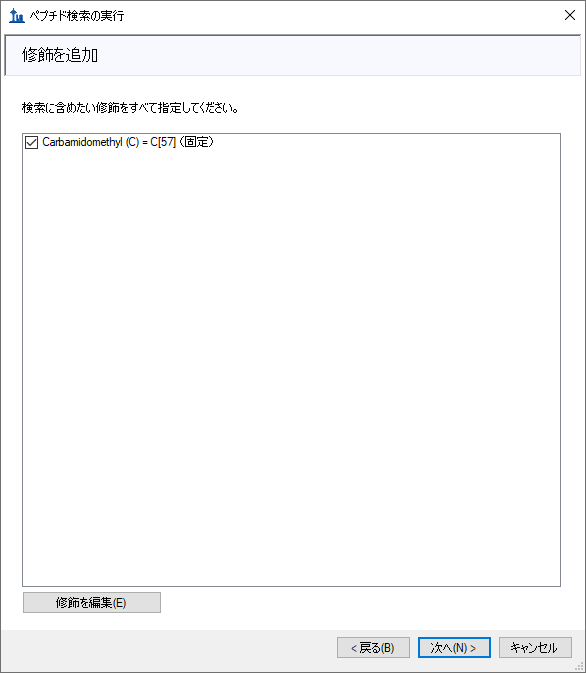 ペプチド検索の実行
修飾を追加
検索に含めたい修飾をすべて指定してください。
Carbamidomethyl (C) = C[57] (固定)
修飾を編集(E)
< 戻る(B)
次へ(N) >
キャンセル